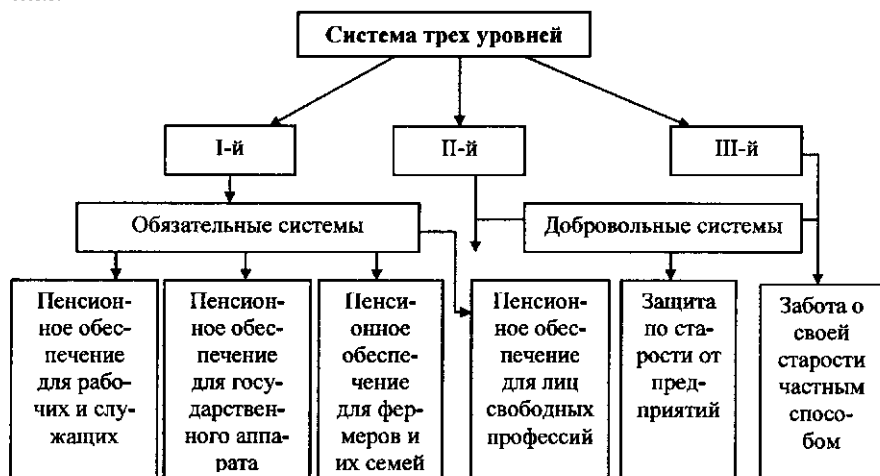 Система трех уровней
I-й
II-й
III-й
Обязательные системы
Добровольные системы
Пенсион-
ное обес-
печение
для рабо-
чих и слу-
жащих
Пенсион-
ное обес-
печение
для госу-
дарствен-
ного аппа-
рата
Пенси-
онное
обеспе-
чение
для фер-
меров и
их семей
Пенсион-
ное обес-
печение
для лиц
свободных
профессий
Защита
по ста-
рости от
пред-
приятий
Забота о
своей
старости
частным
спосо-
бом